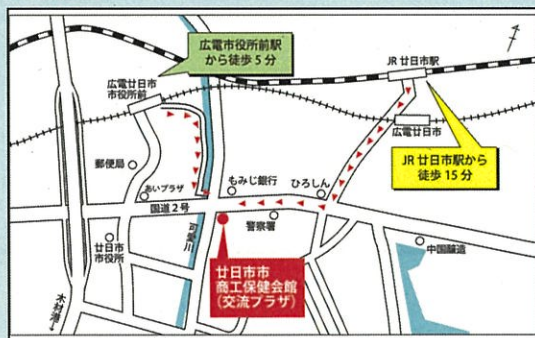 広電市役所前駅
から徒歩5分
JR 廿日市駅
広電廿日市
市役所前
広電廿日市
JR 廿日市駅から
徒歩 15分
郵便局
あいプラザ
もみじ銀行
ひろしん
国道2号
警察署
可愛川
廿日市
市役所
廿日市市
商工保健会館
(交流プラザ)
中国醸造
木材港→